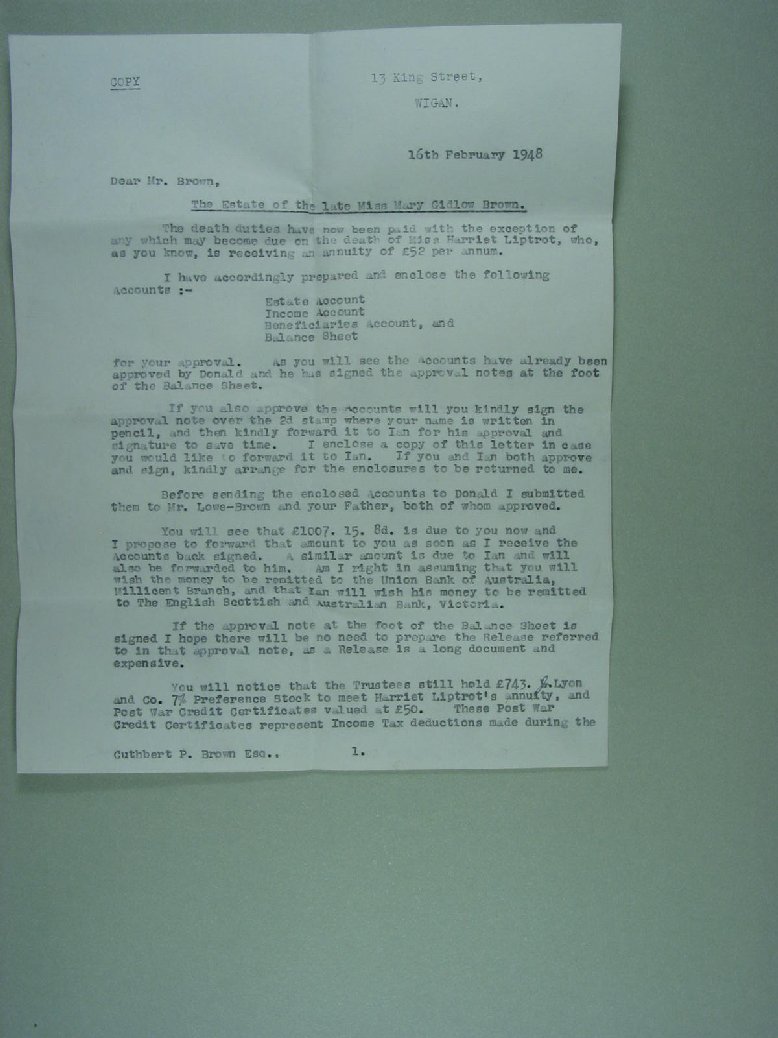 COPY
13 King Street,
WIGAN.
16th February 1948
Dear Mr. Brown,
The Estate of the late Miss Mary Gidlow Brown.
The death duties have now been paid with the exception of
any which may become due on the death of Miss Harriet Liptrot, who,
as you know, is receiving an annuity of £52 per annum.
I have accordingly prepared and enclose the following
accounts :-
Estate Account
Income Account
Beneficiaries Account, and
Balance Sheet
for your approval. As you will see the Accounts have already been
approved by Donald and he has signed the approval notes at the foot
of the Balance Sheet.
If you also approve the Accounts will you kindly sign the
approval note over the 2d stamp where your name is written in
pencil, and then kindly forward it to Ian for his approval and
signature to save time. I enclose a copy of this letter in case
you would like to forward it to Ian. If you and Ian both approve
and sign, kindly arrange for the enclosures to be returned to me.
Before sending the enclosed Accounts to Donald I submitted
them to Mr. Lowe-Brown and your Father, both of whom approved.
You will see that £1007. 15. 8d. is due to you now and
I propose to forward that amount to you as soon as I receive the
Accounts back signed. A similar amount is due to Ian and will
also be forwarded to him. Am I right in assuming that you will
wish the money to be remitted to the Union Bank of Australia,
Millicent Branch, and that Ian will wish his money to be remitted
to The English Scottish and Australian Bank, Victoria.
If the approval note at the foot of the Balance Sheet is
signed I hope there will be no need to prepare the Release referred
to in that approval note, as a Release is a long document and
expensive.
You will notice that the Trustees still hold £743. Lyon
and Co. 7% Preference Stock to meet Harriet Liptrot's annuity, and
Post War Credit Certificates valued at £50. These Post War
Credit Certificates represent Income Tax deductions made during the
Cuthbert P. Brown Esq.. 1.